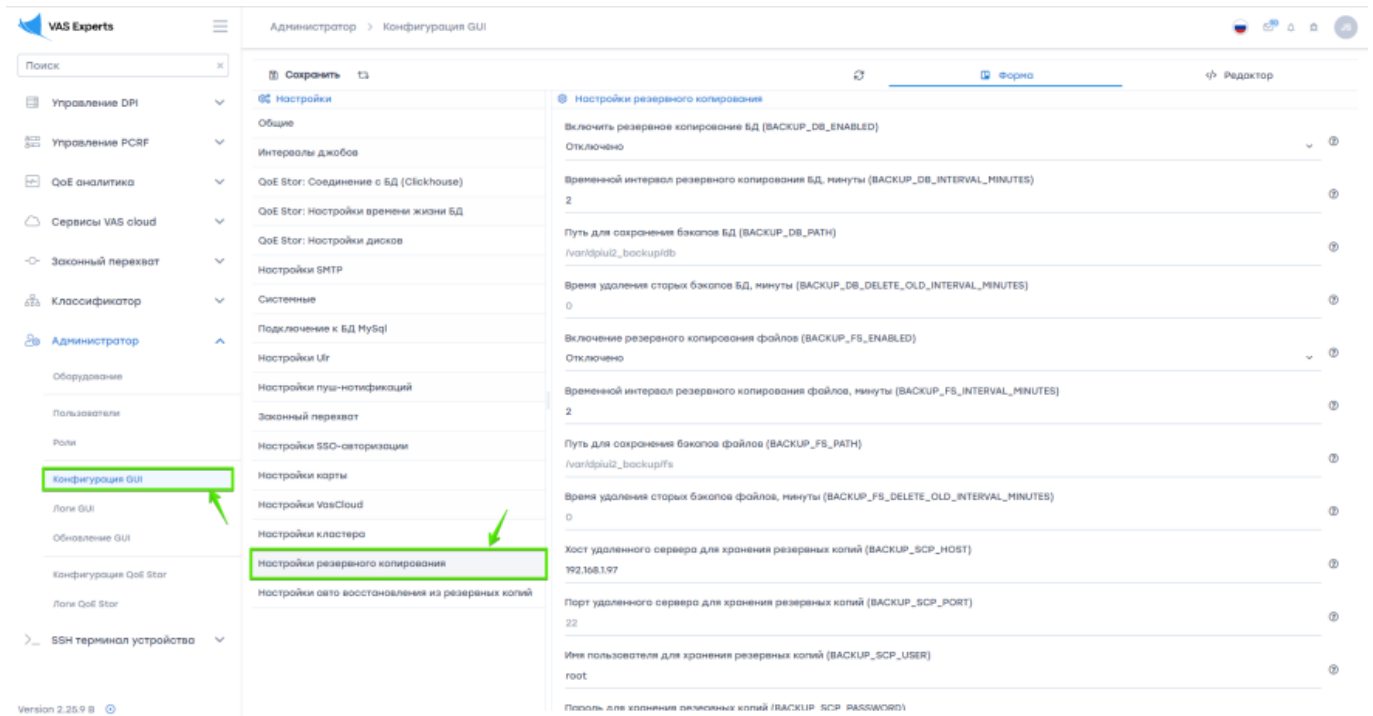 VAS Experts
Администратор > Конфигурация GUI
JS
Поиск
Сохранить
Форма
Редактор
Управление DPI
Управление PCRF
QoE аналитика
Сервисы VAS cloud
Законный перехват
Классификатор
Администратор
Оборудование
Пользователи
Роли
Конфигурация GUI
Логи GUI
Обновление GUI
Конфигурация QoE Stor
Логи QoE Stor
SSH терминал устройства
Version 2.25.9 B
Настройки
Общие
Интервалы джобов
QoE Stor: Соединение с БД (Clickhouse)
QoE Stor: Настройки времени жизни БД
QoE Stor: Настройки дисков
Настройки SMTP
Системные
Подключение к БД MySql
Настройки Ulr
Настройки пуш-нотификаций
Законный перехват
Настройки SSO-авторизации
Настройки карты
Настройки VasCloud
Настройки кластера
Настройки резервного копирования
Настройки авто восстановления из резервных копий
Настройки резервного копирования
Включить резервное копирование БД (BACKUP_DB_ENABLED)
Отключено
Временной интервал резервного копирования БД, минуты (BACKUP_DB_INTERVAL_MINUTES)
2
Путь для сохранения бэкапов БД (BACKUP_DB_PATH)
/var/dpiui2_backup/db
Время удаления старых бэкапов БД, минуты (BACKUP_DB_DELETE_OLD_INTERVAL_MINUTES)
0
Включение резервного копирования файлов (BACKUP_FS_ENABLED)
Отключено
Временной интервал резервного копирования файлов, минуты (BACKUP_FS_INTERVAL_MINUTES)
2
Путь для сохранения бэкапов файлов (BACKUP_FS_PATH)
/var/dpiui2_backup/fs
Время удаления старых бэкапов файлов, минуты (BACKUP_FS_DELETE_OLD_INTERVAL_MINUTES)
0
Хост удаленного сервера для хранения резервных копий (BACKUP_SCP_HOST)
192.168.1.97
Порт удаленного сервера для хранения резервных копий (BACKUP_SCP_PORT)
22
Имя пользователя для хранения резервных копий (BACKUP_SCP_USER)
root
Пароль для хранения резервных копий (BACKUP_SCP_PASSWORD)